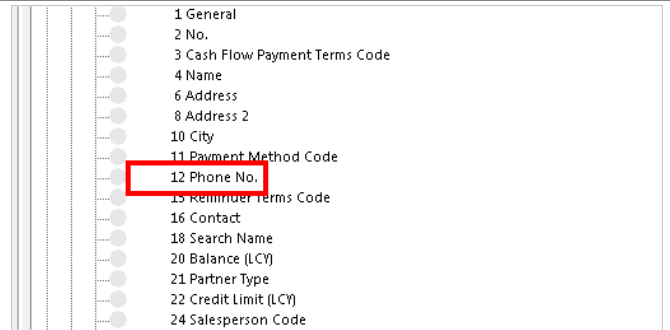 1 General
2 No.
3 Cash Flow Payment Terms Code
4 Name
6 Address
8 Address 2
10 City
11 Payment Method Code
12 Phone No.
15 Reminder Terms Code
16 Contact
18 Search Name
20 Balance (LCY)
21 Partner Type
22 Credit Limit (LCY)
24 Salesperson Code